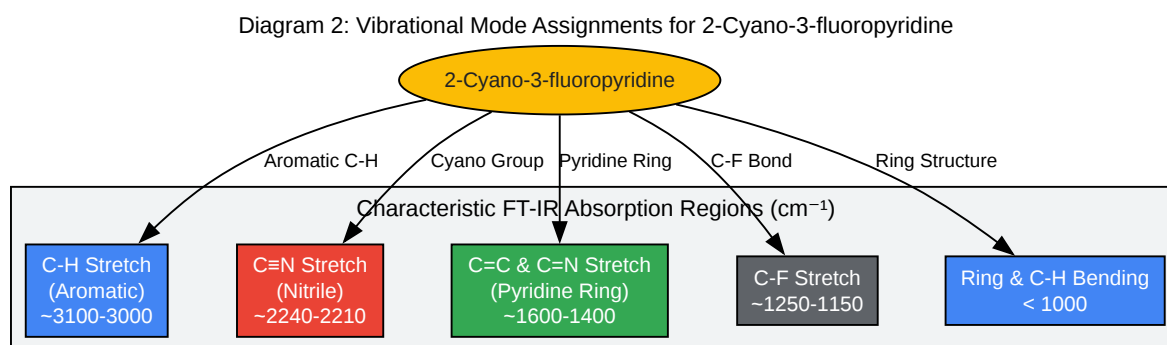 Diagram 2: Vibrational Mode Assignments for 2-Cyano-3-fluoropyridine
2-Cyano-3-fluoropyridine
Aromatic C-H
Cyano Group
Pyridine Ring
C-F Bond
Ring Structure
Characteristic FT-IR Absorption Regions (cm⁻¹)
C-H Stretch
(Aromatic)
~3100-3000
C≡N Stretch
(Nitrile)
~2240-2210
C=C & C=N Stretch
(Pyridine Ring)
~1600-1400
C-F Stretch
~1250-1150
Ring & C-H Bending
< 1000